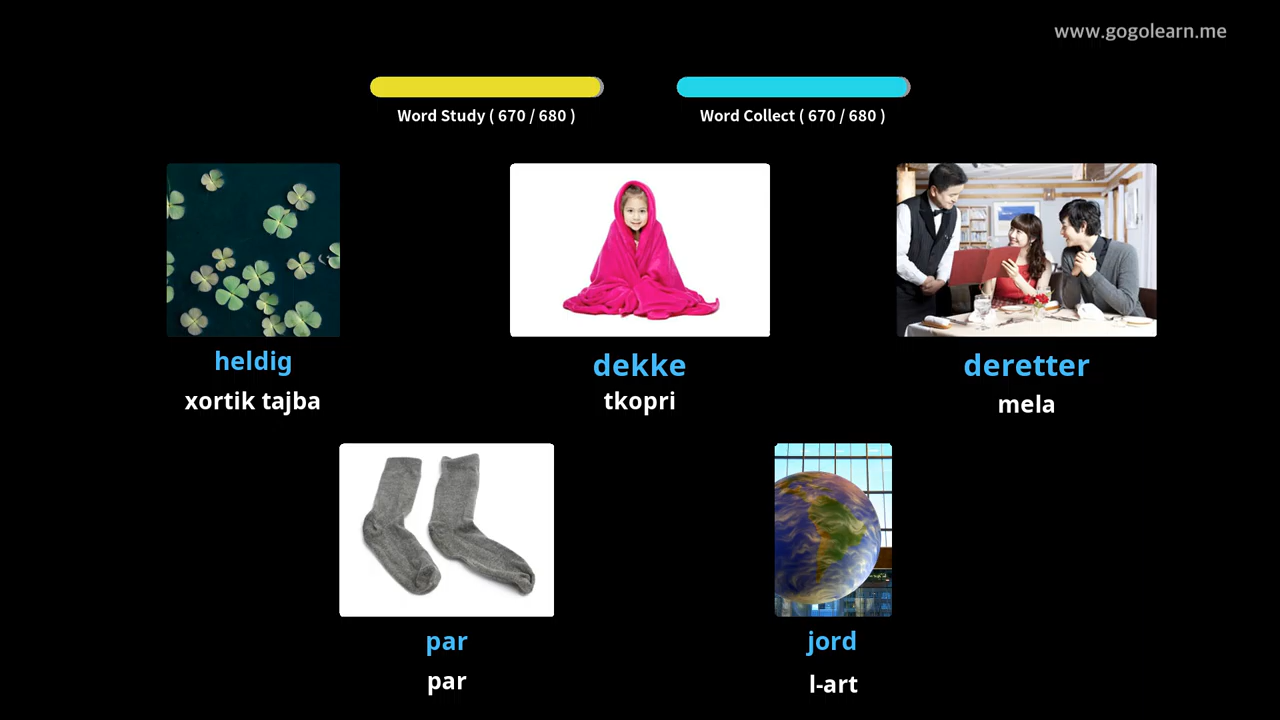 www.gogolearn.me
Word Study ( 670 / 680 )
Word Collect ( 670 / 680 )
heldig
xortik tajba
dekke
tkopri
deretter
mela
par
par
jord
l-art